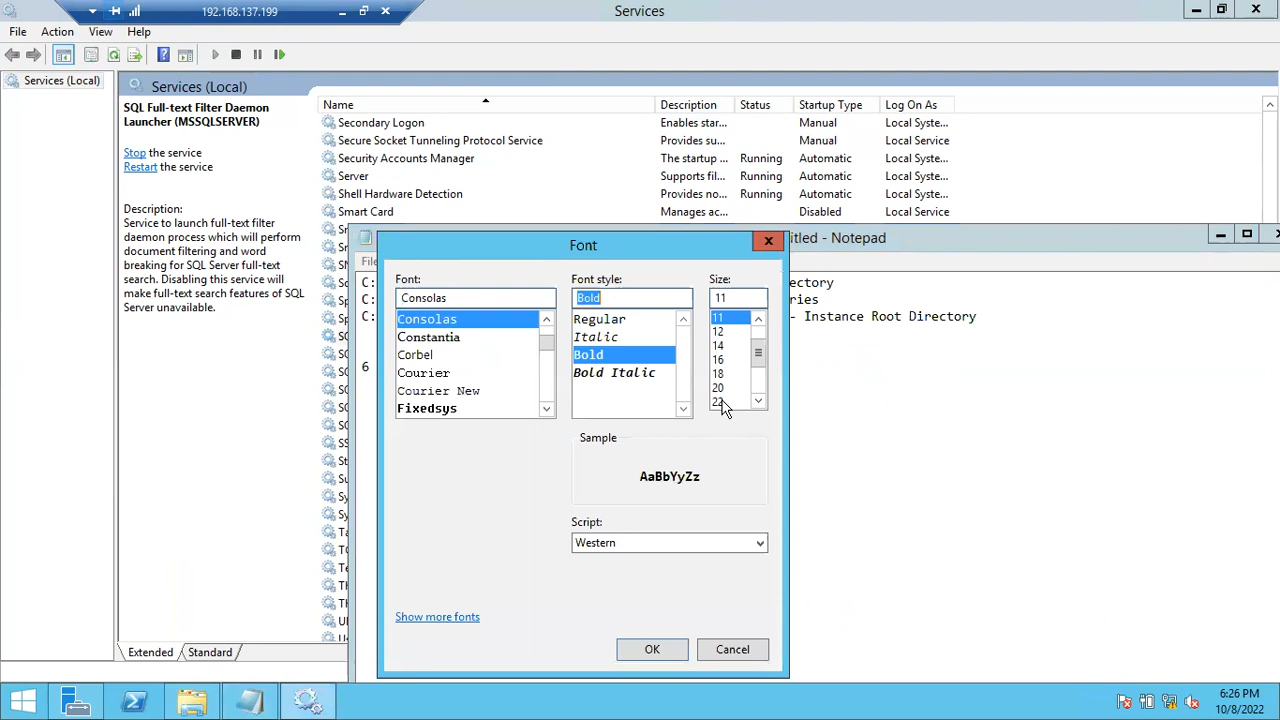 192.168.137.199
Services
File Action View Help
Services (Local)
Services (Local)
SQL Full-text Filter Daemon
Launcher (MSSQLSERVER)
Stop the service
Restart the service
Description:
Service to launch full-text filter
daemon process which will perform
document filtering and word
breaking for SQL Server full-text
search. Disabling this service will
make full-text search features of SQL
Server unavailable.
Name Description Status Startup Type Log On As
Secondary Logon Enables star... Manual Local Syste...
Secure Socket Tunneling Protocol Service Provides su... Manual Local Service
Security Accounts Manager The startup ... Running Automatic Local Syste...
Server Supports fil... Running Automatic Local Syste...
Shell Hardware Detection Provides no... Running Automatic Local Syste...
Smart Card Manages ac... Disabled Local Service
titled - Notepad
File
C:
C:
C:
directory
ries
- Instance Root Directory
6
Font
Font:
Consolas
Consolas
Constantia
Corbel
Courier
Courier New
Fixedsys
Font style:
Bold
Regular
Italic
Bold
Bold Italic
Size:
11
11
12
14
16
18
20
22
Sample
AaBbYyZz
Script:
Western
Show more fonts
OK Cancel
Extended Standard
6:26 PM
10/8/2022